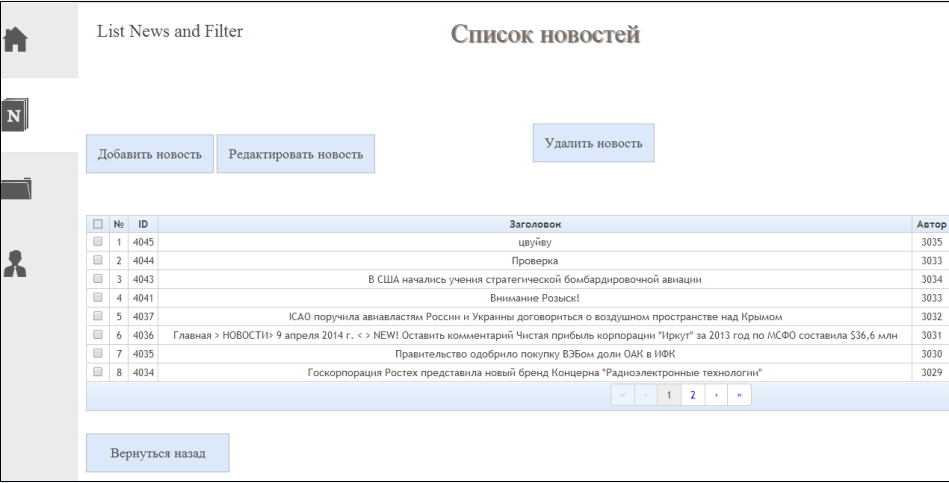 List News and Filter
Список новостей
N
Добавить новость
Редактировать новость
Удалить новость
№ ID Заголовок Автор
1 4045 цвуйву 3035
2 4044 Проверка 3033
3 4043 В США начались учения стратегической бомбардировочной авиации 3034
4 4041 Внимание Розыск! 3033
5 4037 ICAO поручила авиавластям России и Украины договориться о воздушном пространстве над Крымом 3032
6 4036 Главная > НОВОСТИ> 9 апреля 2014 г. < > NEW! Оставить комментарий Чистая прибыль корпорации "Иркут" за 2013 год по МСФО составила $36,6 млн 3031
7 4035 Правительство одобрило покупку ВЭБом доли ОАК в ИФК 3030
8 4034 Госкорпорация Ростех представила новый бренд Концерна "Радиоэлектронные технологии" 3029
« ‹ 1 2 › »
Вернуться назад